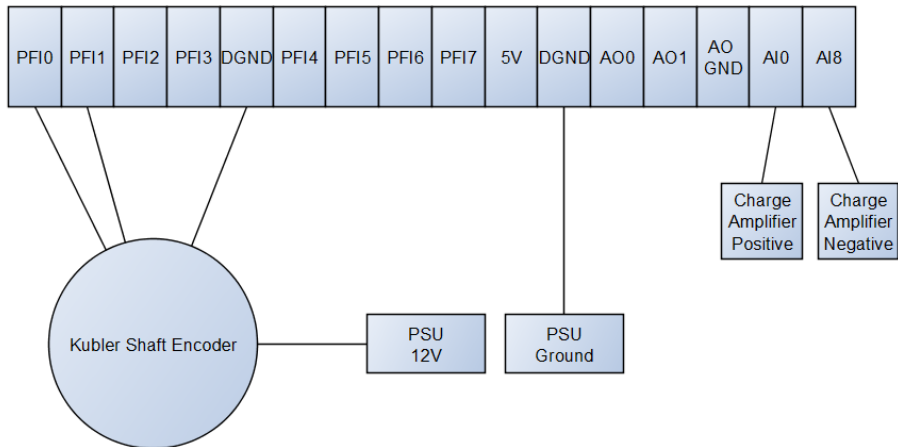 PFI0 PFI1 PFI2 PFI3 DGND PFI4 PFI5 PFI6 PFI7 5V DGND AO0 AO1 AO GND AI0 AI8
Charge
Amplifier
Positive
Charge
Amplifier
Negative
Kubler Shaft Encoder
PSU
12V
PSU
Ground